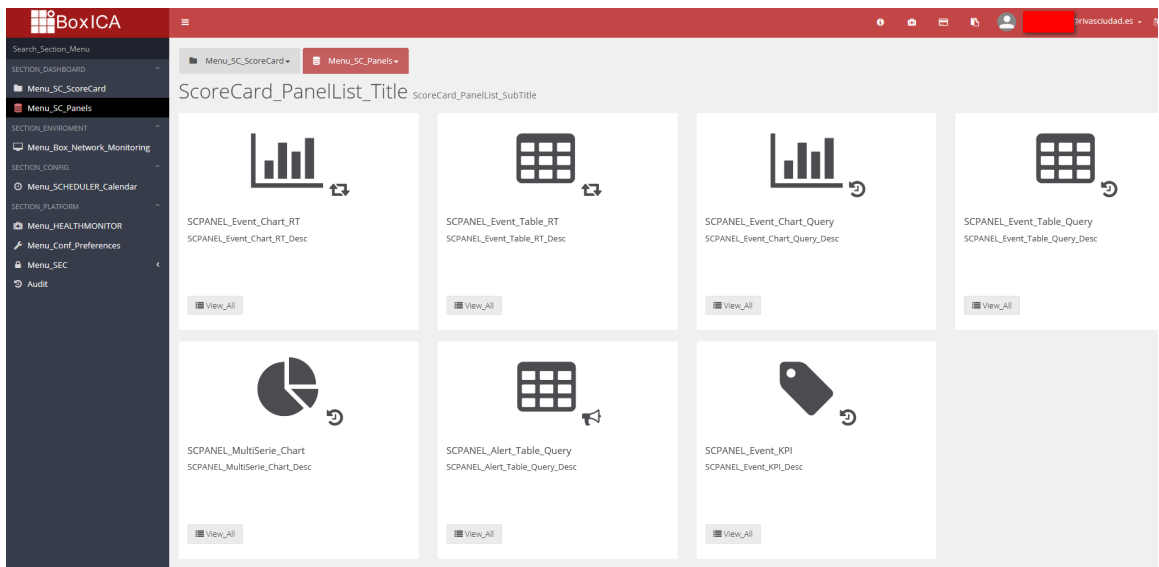 BoxICA
@rivasciudad.es
Search_Section_Menu
SECTION_DASHBOARD
Menu_SC_ScoreCard
Menu_SC_Panels
SECTION_ENVIROMENT
Menu_Box_Network_Monitoring
SECTION_CONFIG
Menu_SCHEDULER_Calendar
SECTION_PLATFORM
Menu_HEALTHMONITOR
Menu_Conf_Preferences
Menu_SEC
Audit
Menu_SC_ScoreCard
Menu_SC_Panels
ScoreCard_PanelList_Title ScoreCard_PanelList_SubTitle
SCPANEL_Event_Chart_RT
SCPANEL_Event_Chart_RT_Desc
View_All
SCPANEL_Event_Table_RT
SCPANEL_Event_Table_RT_Desc
View_All
SCPANEL_Event_Chart_Query
SCPANEL_Event_Chart_Query_Desc
View_All
SCPANEL_Event_Table_Query
SCPANEL_Event_Table_Query_Desc
View_All
SCPANEL_MultiSerie_Chart
SCPANEL_MultiSerie_Chart_Desc
View_All
SCPANEL_Alert_Table_Query
SCPANEL_Alert_Table_Query_Desc
View_All
SCPANEL_Event_KPI
SCPANEL_Event_KPI_Desc
View_All